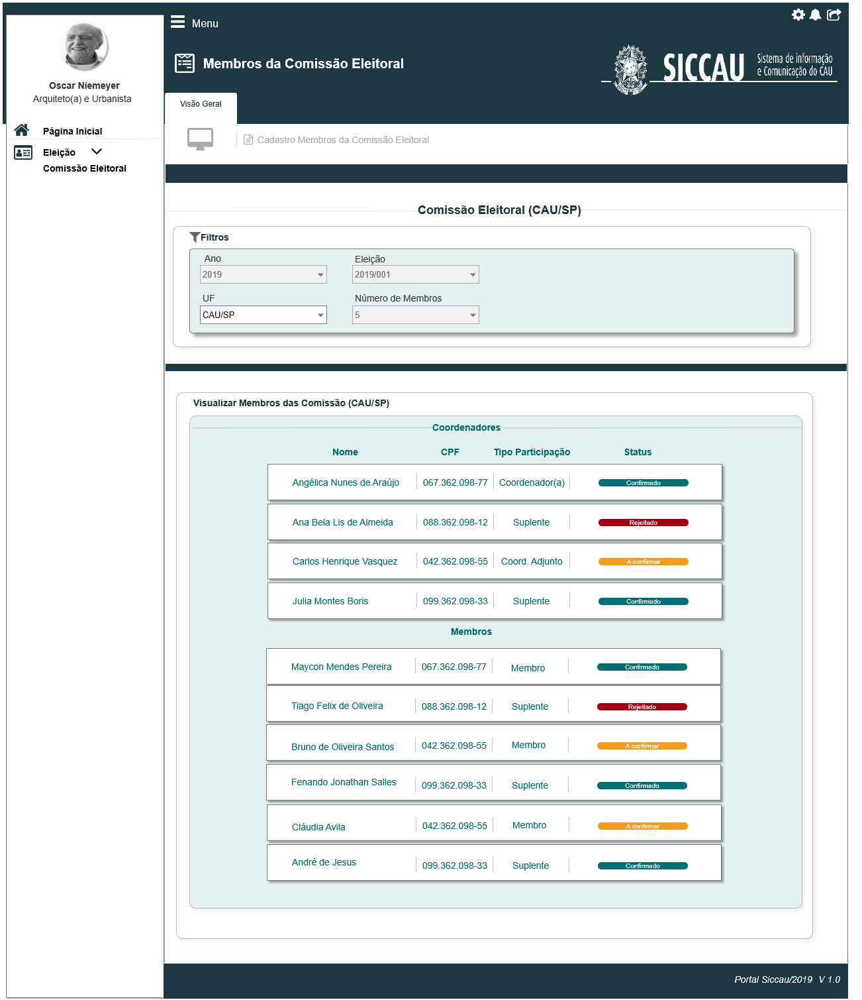 Menu
Membros da Comissão Eleitoral
SICCAU
Sistema de informação
e Comunicação do CAU
Oscar Niemeyer
Arquiteto(a) e Urbanista
Página Inicial
Eleição
Comissão Eleitoral
Visão Geral
Cadastro Membros da Comissão Eleitoral
Comissão Eleitoral (CAU/SP)
Filtros
Ano Eleição
2019 2019/001
UF Número de Membros
CAU/SP 5
Visualizar Membros das Comissão (CAU/SP)
Coordenadores
Nome CPF Tipo Participação Status
Angélica Nunes de Araújo 067.362.098-77 Coordenador(a) Confirmado
Ana Bela Lis de Almeida 088.362.098-12 Suplente Rejeitado
Carlos Henrique Vasquez 042.362.098-55 Coord. Adjunto A confirmar
Julia Montes Boris 099.362.098-33 Suplente Confirmado
Membros
Maycon Mendes Pereira 067.362.098-77 Membro Confirmado
Tiago Felix de Oliveira 088.362.098-12 Suplente Rejeitado
Bruno de Oliveira Santos 042.362.098-55 Membro A confirmar
Fenando Jonathan Salles 099.362.098-33 Suplente Confirmado
Cláudia Avila 042.362.098-55 Membro A confirmar
André de Jesus 099.362.098-33 Suplente Confirmado
Portal Siccau/2019 V 1.0